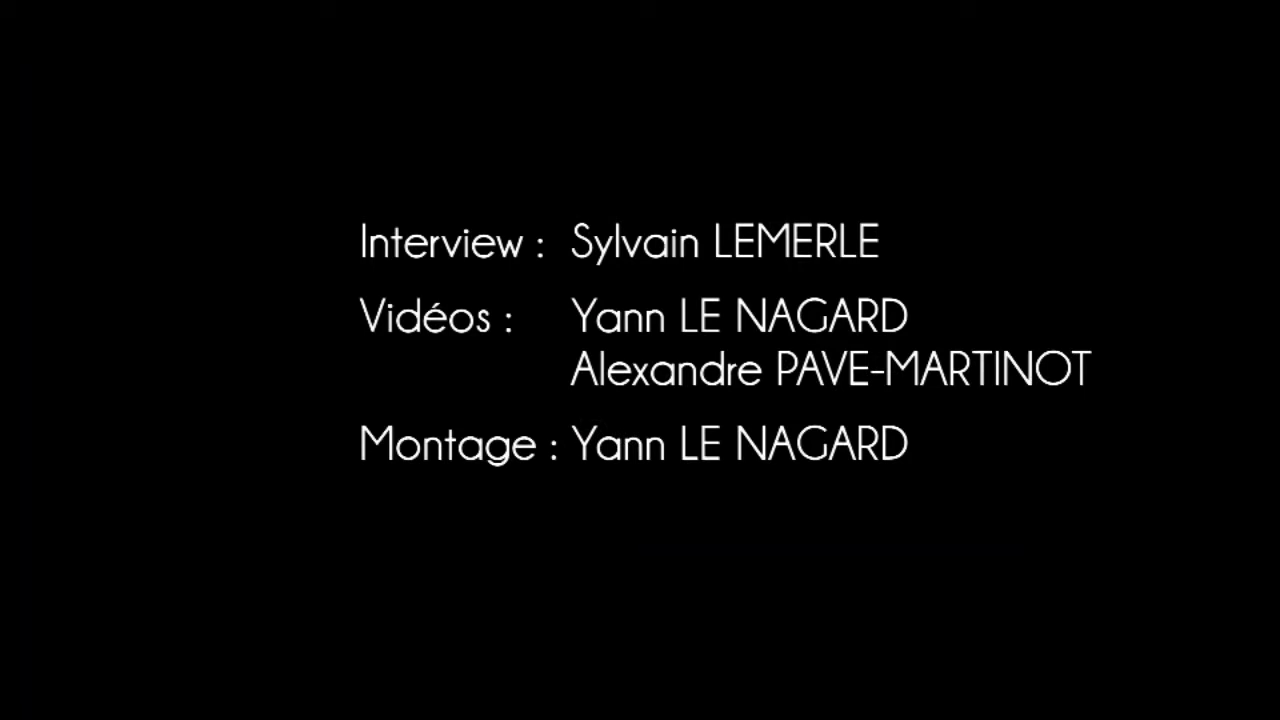 Interview : Sylvain LEMERLE
Vidéos : Yann LE NAGARD
Alexandre PAVE-MARTINOT
Montage : Yann LE NAGARD